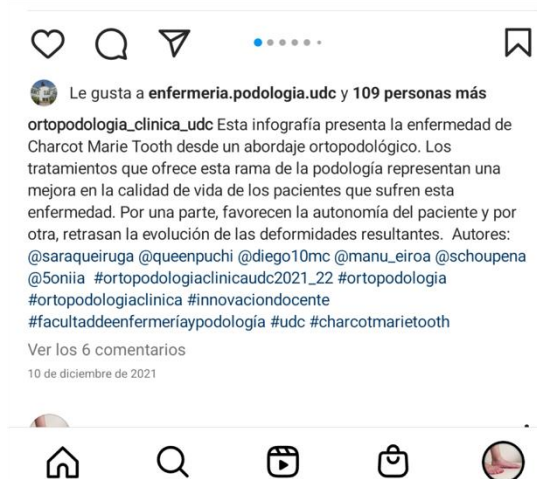 Le gusta a enfermeria.podologia.udc y 109 personas más
ortopodologia_clinica_udc Esta infografía presenta la enfermedad de
Charcot Marie Tooth desde un abordaje ortopodológico. Los
tratamientos que ofrece esta rama de la podología representan una
mejora en la calidad de vida de los pacientes que sufren esta
enfermedad. Por una parte, favorecen la autonomía del paciente y por
otra, retrasan la evolución de las deformidades resultantes. Autores:
@saraqueiruga @queenpuchi @diego10mc @manu_eiroa @schoupena
@5oniia #ortopodologiaclinicaudc2021_22 #ortopodologia
#ortopodologiaclinica #innovaciondocente
#facultaddeenfermeríaypodología #udc #charcotmarietooth
Ver los 6 comentarios
10 de diciembre de 2021